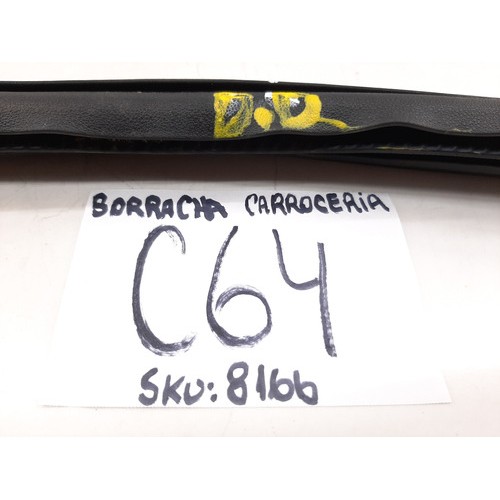 D.D.
BORRACHA CARROCERIA
C64
SKU: 8166